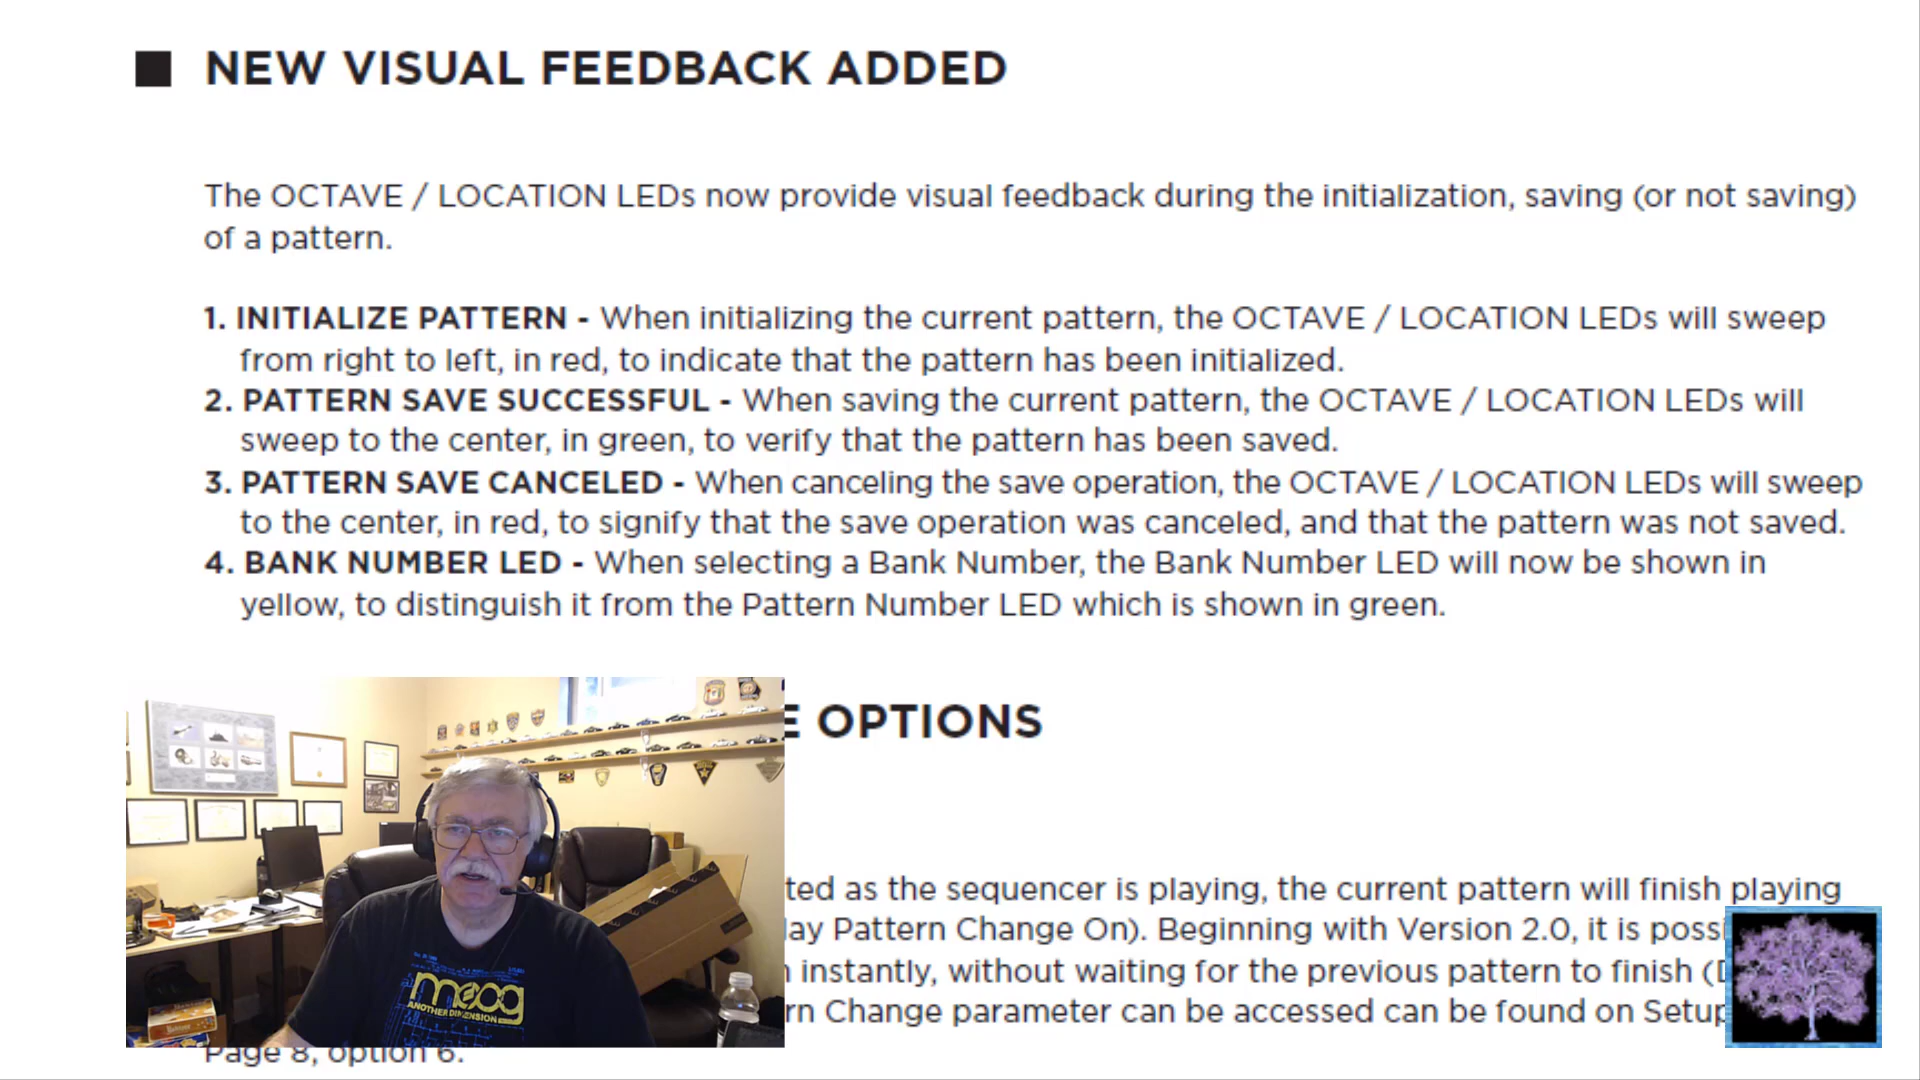 NEW VISUAL FEEDBACK ADDED
The OCTAVE / LOCATION LEDs now provide visual feedback during the initialization, saving (or not saving)
of a pattern.
1. INITIALIZE PATTERN - When initializing the current pattern, the OCTAVE / LOCATION LEDs will sweep
from right to left, in red, to indicate that the pattern has been initialized.
2. PATTERN SAVE SUCCESSFUL - When saving the current pattern, the OCTAVE / LOCATION LEDs will
sweep to the center, in green, to verify that the pattern has been saved.
3. PATTERN SAVE CANCELED - When canceling the save operation, the OCTAVE / LOCATION LEDs will sweep
to the center, in red, to signify that the save operation was canceled, and that the pattern was not saved.
4. BANK NUMBER LED - When selecting a Bank Number, the Bank Number LED will now be shown in
yellow, to distinguish it from the Pattern Number LED which is shown in green.
OPTIONS
as the sequencer is playing, the current pattern will finish playing
Pattern Change On). Beginning with Version 2.0, it is
instantly, without waiting for the previous pattern to finish
Change parameter can be accessed can be found on Setup
Page 8, option 6.
moog
ANOTHER DIMENSION